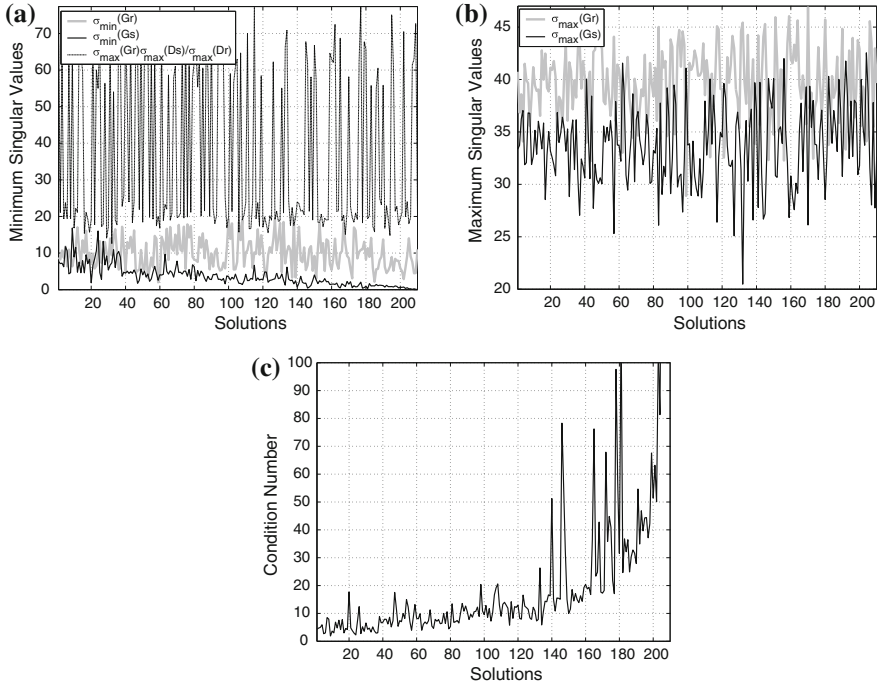 (a)
σmin(Gr)
σmin(Gs)
σmax(Gr)σmax(Ds)/σmax(Dr)
Minimum Singular Values
70
60
50
40
30
20
10
0
20 40 60 80 100 120 140 160 180 200
Solutions
(b)
σmax(Gr)
σmax(Gs)
Maximum Singular Values
45
40
35
30
25
20
20 40 60 80 100 120 140 160 180 200
Solutions
(c)
Condition Number
100
90
80
70
60
50
40
30
20
10
0
20 40 60 80 100 120 140 160 180 200
Solutions